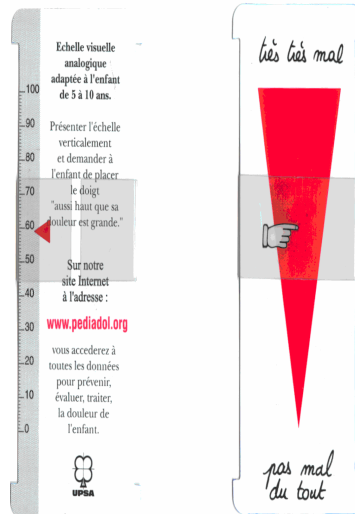 Echelle visuelle
analogique
adaptée à l'enfant
de 5 à 10 ans.
Présenter l'échelle
verticalement
et demander à
l'enfant de placer
le doigt
"aussi haut que sa
douleur est grande."
Sur notre
site Internet
à l'adresse :
www.pediadol.org
vous accederez à
toutes les données
pour prévenir,
évaluer, traiter,
la douleur de
l'enfant.
UPSA
100
90
80
70
60
50
40
30
20
10
0
très très mal
pas mal
du tout